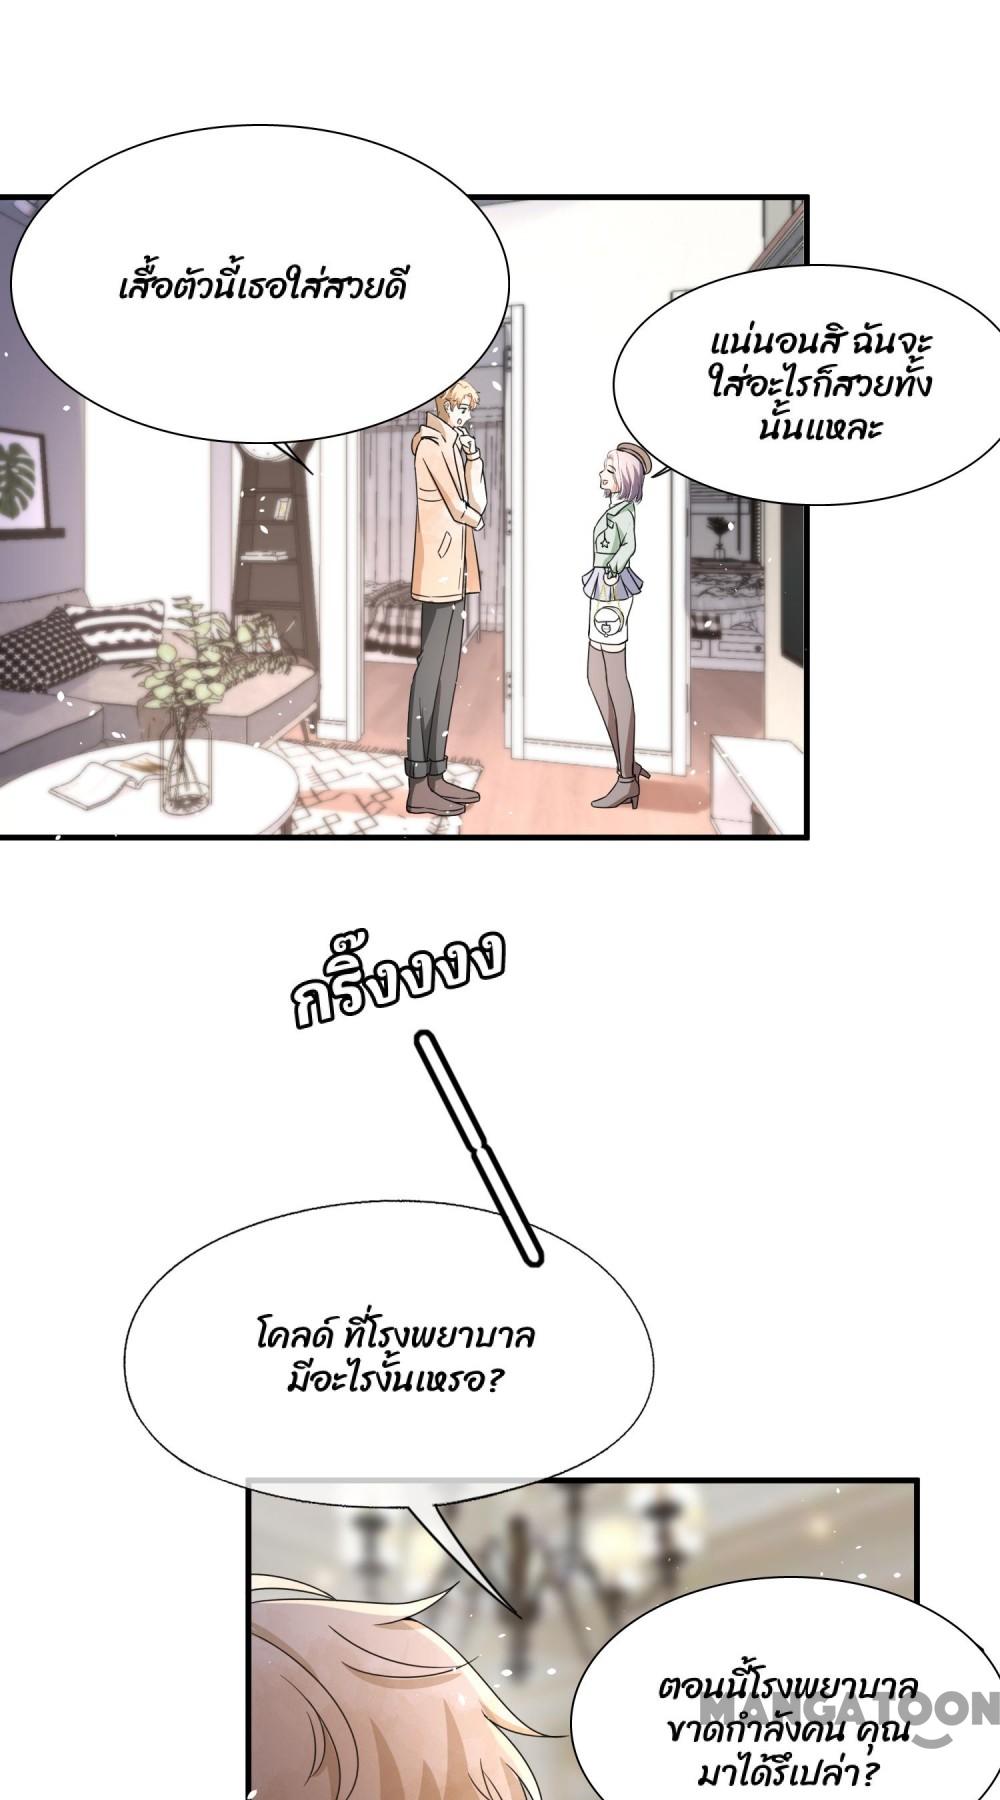 เสื้อตัวนี้เธอใส่สวยดี
แน่นอนสิ ฉันจะ
ใส่อะไรก็สวยทั้ง
นั้นแหละ
กริ๊งงงงง
โคลด์ ที่โรงพยาบาล
มีอะไรงั้นเหรอ?
ตอนนี้โรงพยาบาล
MANGATOON
ขาดกำลังคน คุณ
มาได้รึเปล่า?